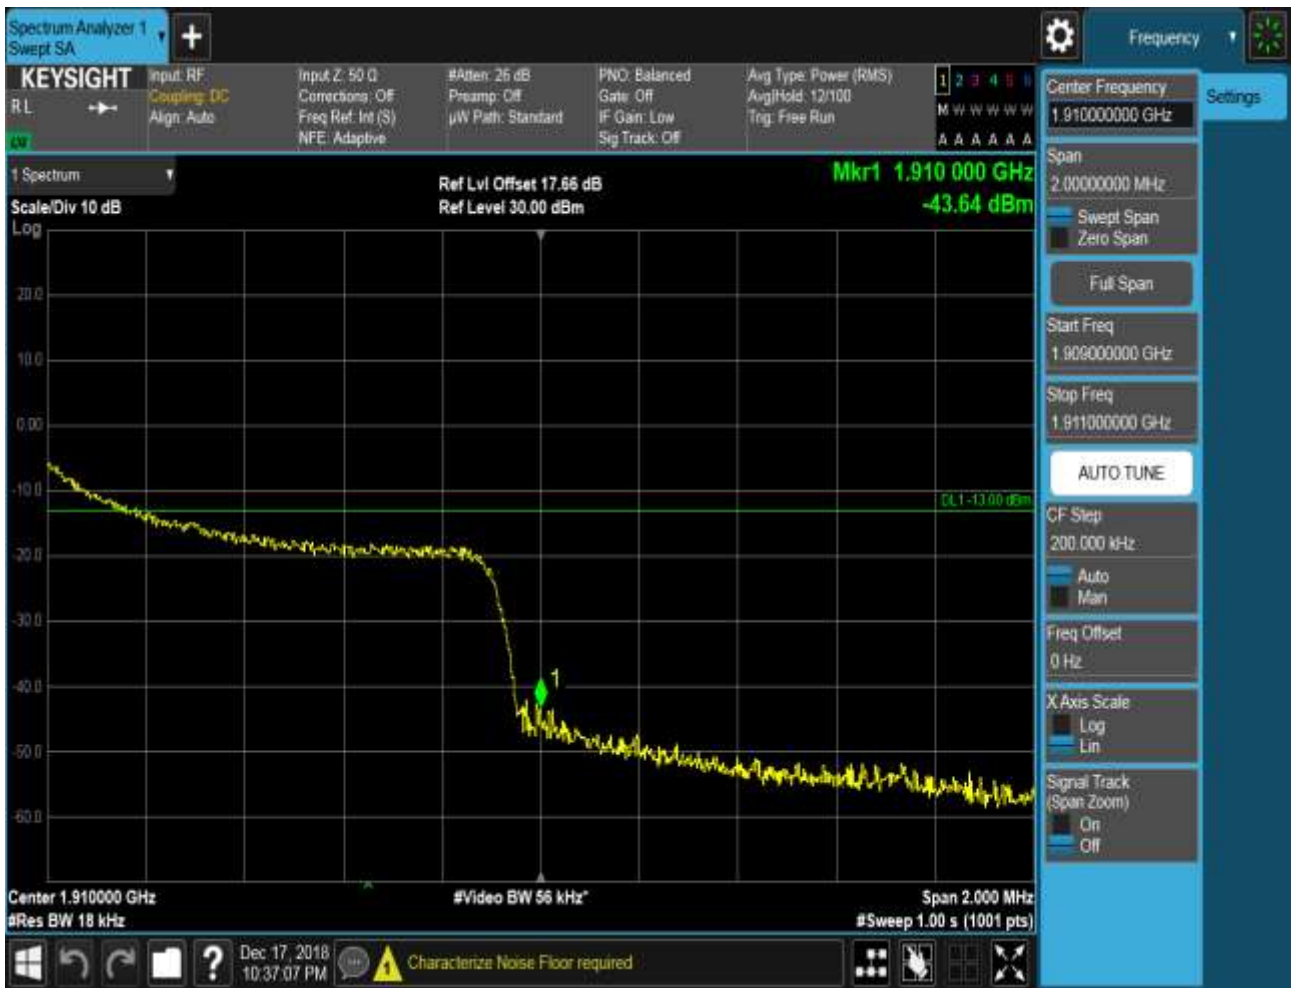 Spectrum Analyzer 1
Swept SA
+
Frequency
KEYSIGHT
R L
Input: RF
Coupling: DC
Align: Auto
Input Z: 50 Ω
Corrections: Off
Freq Ref: Int (S)
NFE: Adaptive
#Atten: 26 dB
Preamp: Off
µW Path: Standard
PNO: Balanced
Gate: Off
IF Gain: Low
Sig Track: Off
Avg Type: Power (RMS)
Avg|Hold: 12/100
Trig: Free Run
1 2 3 4 5 6
M W W W W W
A A A A A A
1 Spectrum
Scale/Div 10 dB
Log
Ref Lvl Offset 17.66 dB
Ref Level 30.00 dBm
Mkr1 1.910 000 GHz
-43.64 dBm
20.0
10.0
0.00
-10.0
-20.0
-30.0
-40.0
-50.0
-60.0
DL1 -13.00 dBm
1
Center 1.910000 GHz
#Res BW 18 kHz
#Video BW 56 kHz*
Span 2.000 MHz
#Sweep 1.00 s (1001 pts)
Center Frequency
1.910000000 GHz
Settings
Span
2.00000000 MHz
Swept Span
Zero Span
Full Span
Start Freq
1.909000000 GHz
Stop Freq
1.911000000 GHz
AUTO TUNE
CF Step
200.000 kHz
Auto
Man
Freq Offset
0 Hz
X Axis Scale
Log
Lin
Signal Track
(Span Zoom)
On
Off
?
Dec 17, 2018
10:37:07 PM
1
Characterize Noise Floor required